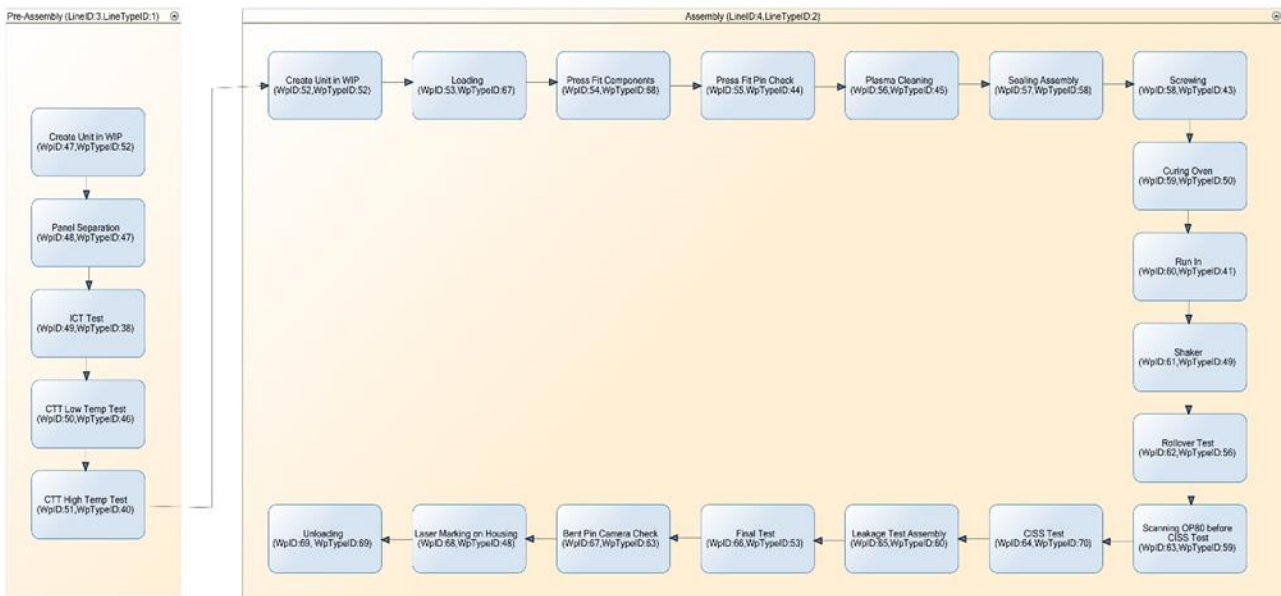 Pre-Assembly (LineID:3,LineTypeID:1)
Create Unit in WIP
(WpID:47,WpTypeID:52)
Panel Separation
(WpID:48,WpTypeID:47)
ICT Test
(WpID:49,WpTypeID:38)
CTT Low Temp Test
(WpID:50,WpTypeID:46)
CTT High Temp Test
(WpID:51,WpTypeID:40)
Assembly (LineID:4,LineTypeID:2)
Create Unit in WIP
(WpID:52,WpTypeID:52)
Loading
(WpID:53,WpTypeID:67)
Press Fit Components
(WpID:54,WpTypeID:68)
Press Fit Pin Check
(WpID:55,WpTypeID:44)
Plasma Cleaning
(WpID:56,WpTypeID:45)
Sealing Assembly
(WpID:57,WpTypeID:58)
Screwing
(WpID:58,WpTypeID:43)
Curing Oven
(WpID:59,WpTypeID:50)
Run In
(WpID:60,WpTypeID:41)
Shaker
(WpID:61,WpTypeID:49)
Rollover Test
(WpID:62,WpTypeID:56)
Scanning OP80 before
CISS Test
(WpID:63,WpTypeID:59)
CISS Test
(WpID:64,WpTypeID:70)
Leakage Test Assembly
(WpID:65,WpTypeID:60)
Final Test
(WpID:66,WpTypeID:53)
Bent Pin Camera Check
(WpID:67,WpTypeID:63)
Laser Marking on Housing
(WpID:68,WpTypeID:48)
Unloading
(WpID:69, WpTypeID:69)